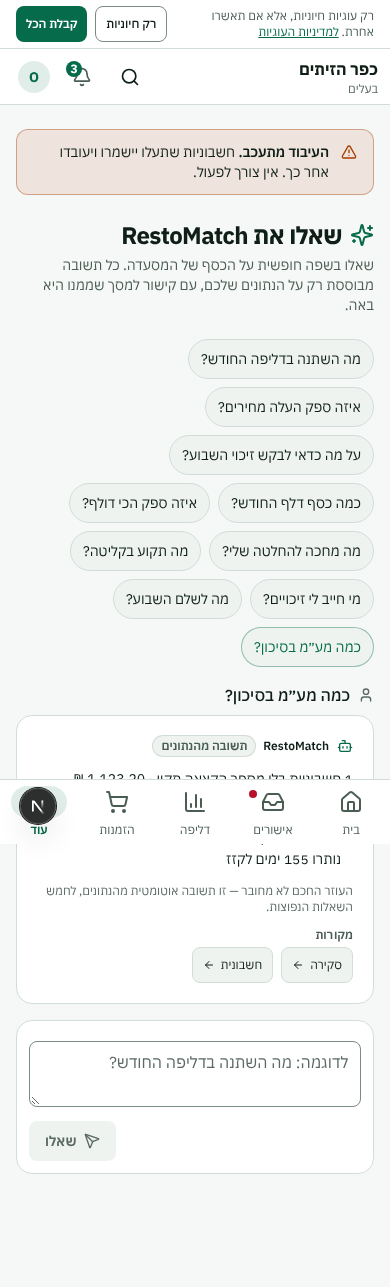 רק עוגיות חיוניות, אלא אם תאשרו
אחרת. למדיניות העוגיות
רק חיוניות
קבלת הכל
כפר הזיתים
בעלים
3
O
העיבוד מתעכב. חשבוניות שתעלו יישמרו ויעובדו
אחר כך. אין צורך לפעול.
שאלו את RestoMatch
שאלו בשפה חופשית על הכסף של המסעדה. כל תשובה
מבוססת רק על הנתונים שלכם, עם קישור למסך שממנו היא
באה.
מה השתנה בדליפה החודש?
איזה ספק העלה מחירים?
על מה כדאי לבקש זיכוי השבוע?
כמה כסף דלף החודש?
איזה ספק הכי דולף?
מה מחכה להחלטה שלי?
מה תקוע בקליטה?
מי חייב לי זיכויים?
מה לשלם השבוע?
כמה מע״מ בסיכון?
כמה מע״מ בסיכון?
RestoMatch
תשובה מהנתונים
בית
אישורים
דליפה
הזמנות
עוד
N
נותרו 155 ימים לקזז
העוזר החכם לא מחובר — זו תשובה אוטומטית מהנתונים, לחמש
השאלות הנפוצות.
מקורות
סקירה ←
חשבונית ←
לדוגמה: מה השתנה בדליפה החודש?
שאלו